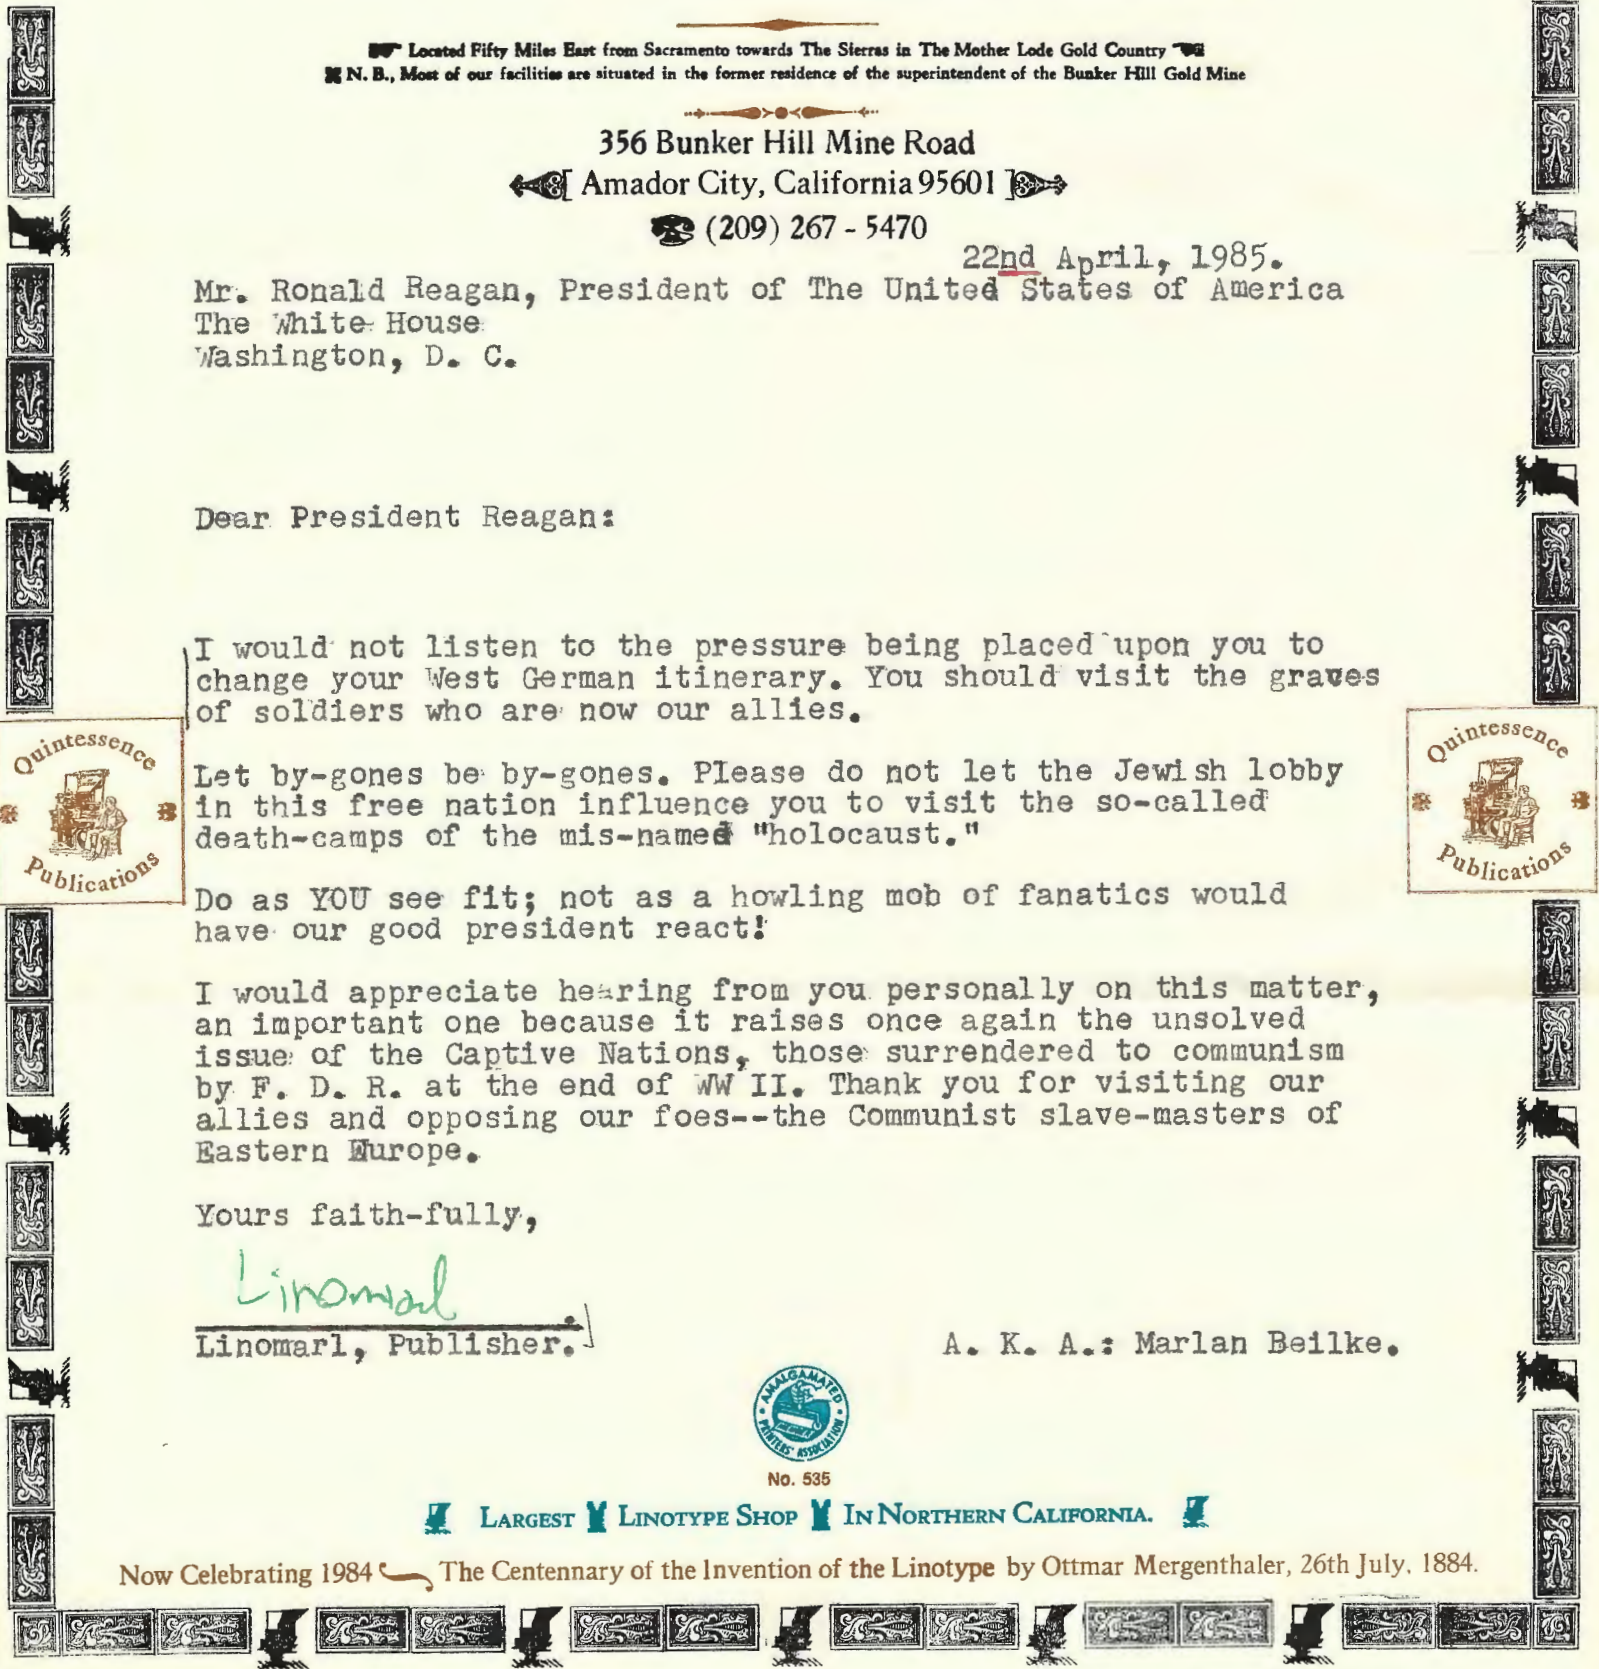 Located Fifty Miles East from Sacramento towards The Sierras in The Mother Lode Gold Country
N. B., Most of our facilities are situated in the former residence of the superintendent of the Bunker Hill Gold Mine
356 Bunker Hill Mine Road
Amador City, California 95601
(209) 267 - 5470
22nd April, 1985.
Mr. Ronald Reagan, President of The United States of America
The White House
Washington, D. C.
Dear President Reagan:
I would not listen to the pressure being placed upon you to
change your West German itinerary. You should visit the graves
of soldiers who are now our allies.
Quintessence
Publications
Quintessence
Publications
Let by-gones be by-gones. Please do not let the Jewish lobby
in this free nation influence you to visit the so-called
death-camps of the mis-named "holocaust."
Do as YOU see fit; not as a howling mob of fanatics would
have our good president react!
I would appreciate hearing from you personally on this matter,
an important one because it raises once again the unsolved
issue of the Captive Nations, those surrendered to communism
by F. D. R. at the end of WW II. Thank you for visiting our
allies and opposing our foes--the Communist slave-masters of
Eastern Europe.
Yours faith-fully,
Linomarl
Linomarl, Publisher.
A. K. A.: Marlan Beilke.
AMALGAMATED
PRINTERS' ASSOCIATION
No. 535
LARGEST LINOTYPE SHOP IN NORTHERN CALIFORNIA.
Now Celebrating 1984 The Centennary of the Invention of the Linotype by Ottmar Mergenthaler, 26th July, 1884.